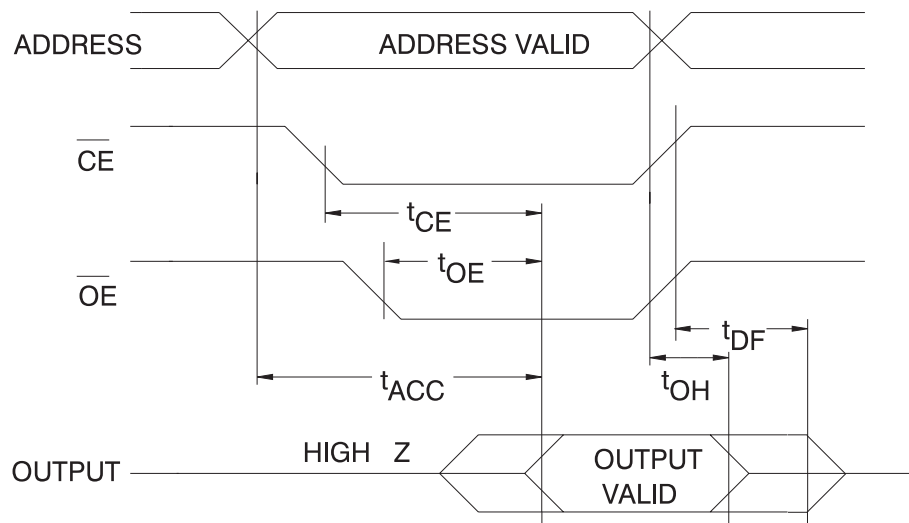 ADDRESS
ADDRESS VALID
CE
tCE
OE
tOE
tDF
tACC
tOH
HIGH Z
OUTPUT
OUTPUT
VALID